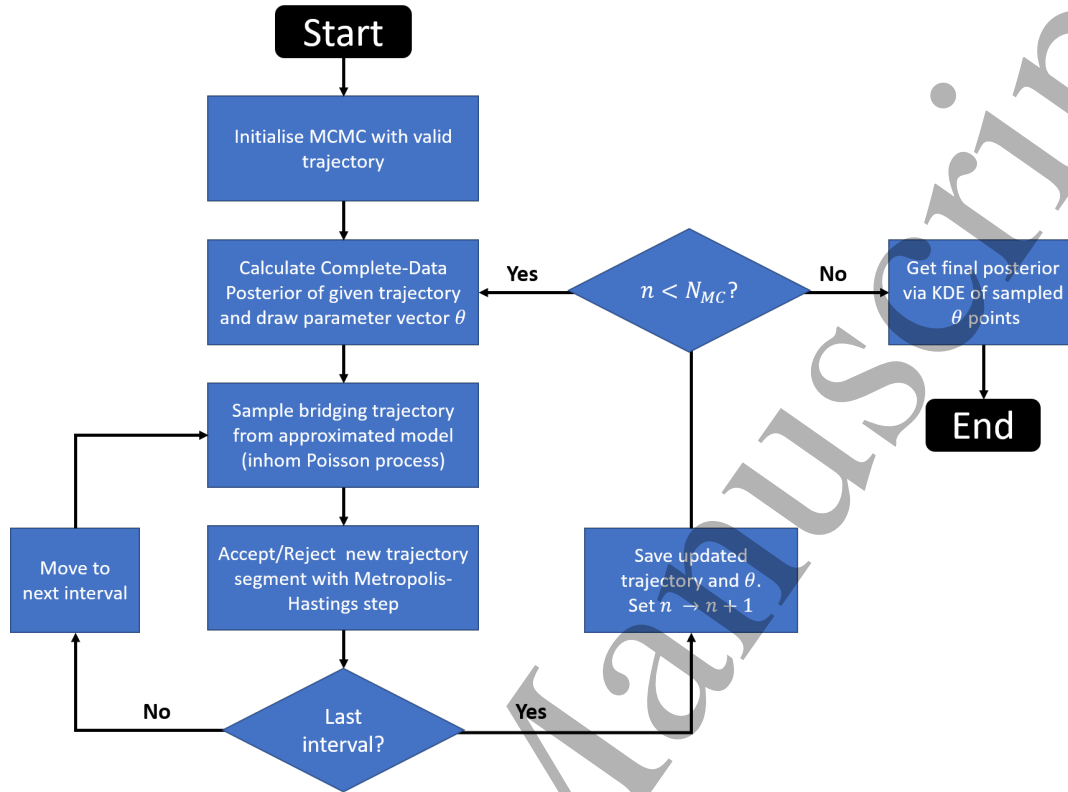 Start
Initialise MCMC with valid
trajectory
Calculate Complete-Data
Posterior of given trajectory
and draw parameter vector θ
Yes
n < N_MC?
No
Get final posterior
via KDE of sampled
θ points
End
Sample bridging trajectory
from approximated model
(inhom Poisson process)
Move to
next interval
Accept/Reject new trajectory
segment with Metropolis-
Hastings step
Save updated
trajectory and θ.
Set n → n + 1
No
Last
interval?
Yes
Manuscrip